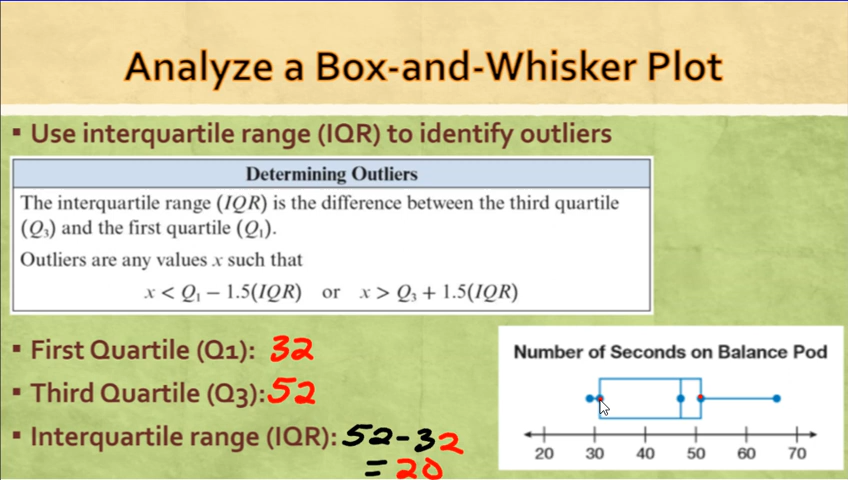 Analyze a Box-and-Whisker Plot
▪ Use interquartile range (IQR) to identify outliers
Determining Outliers
The interquartile range (IQR) is the difference between the third quartile
(Q₃) and the first quartile (Q₁).
Outliers are any values x such that
x < Q₁ − 1.5(IQR) or x > Q₃ + 1.5(IQR)
▪ First Quartile (Q1): 32
▪ Third Quartile (Q3): 52
▪ Interquartile range (IQR): 52-32
= 20
Number of Seconds on Balance Pod
20 30 40 50 60 70